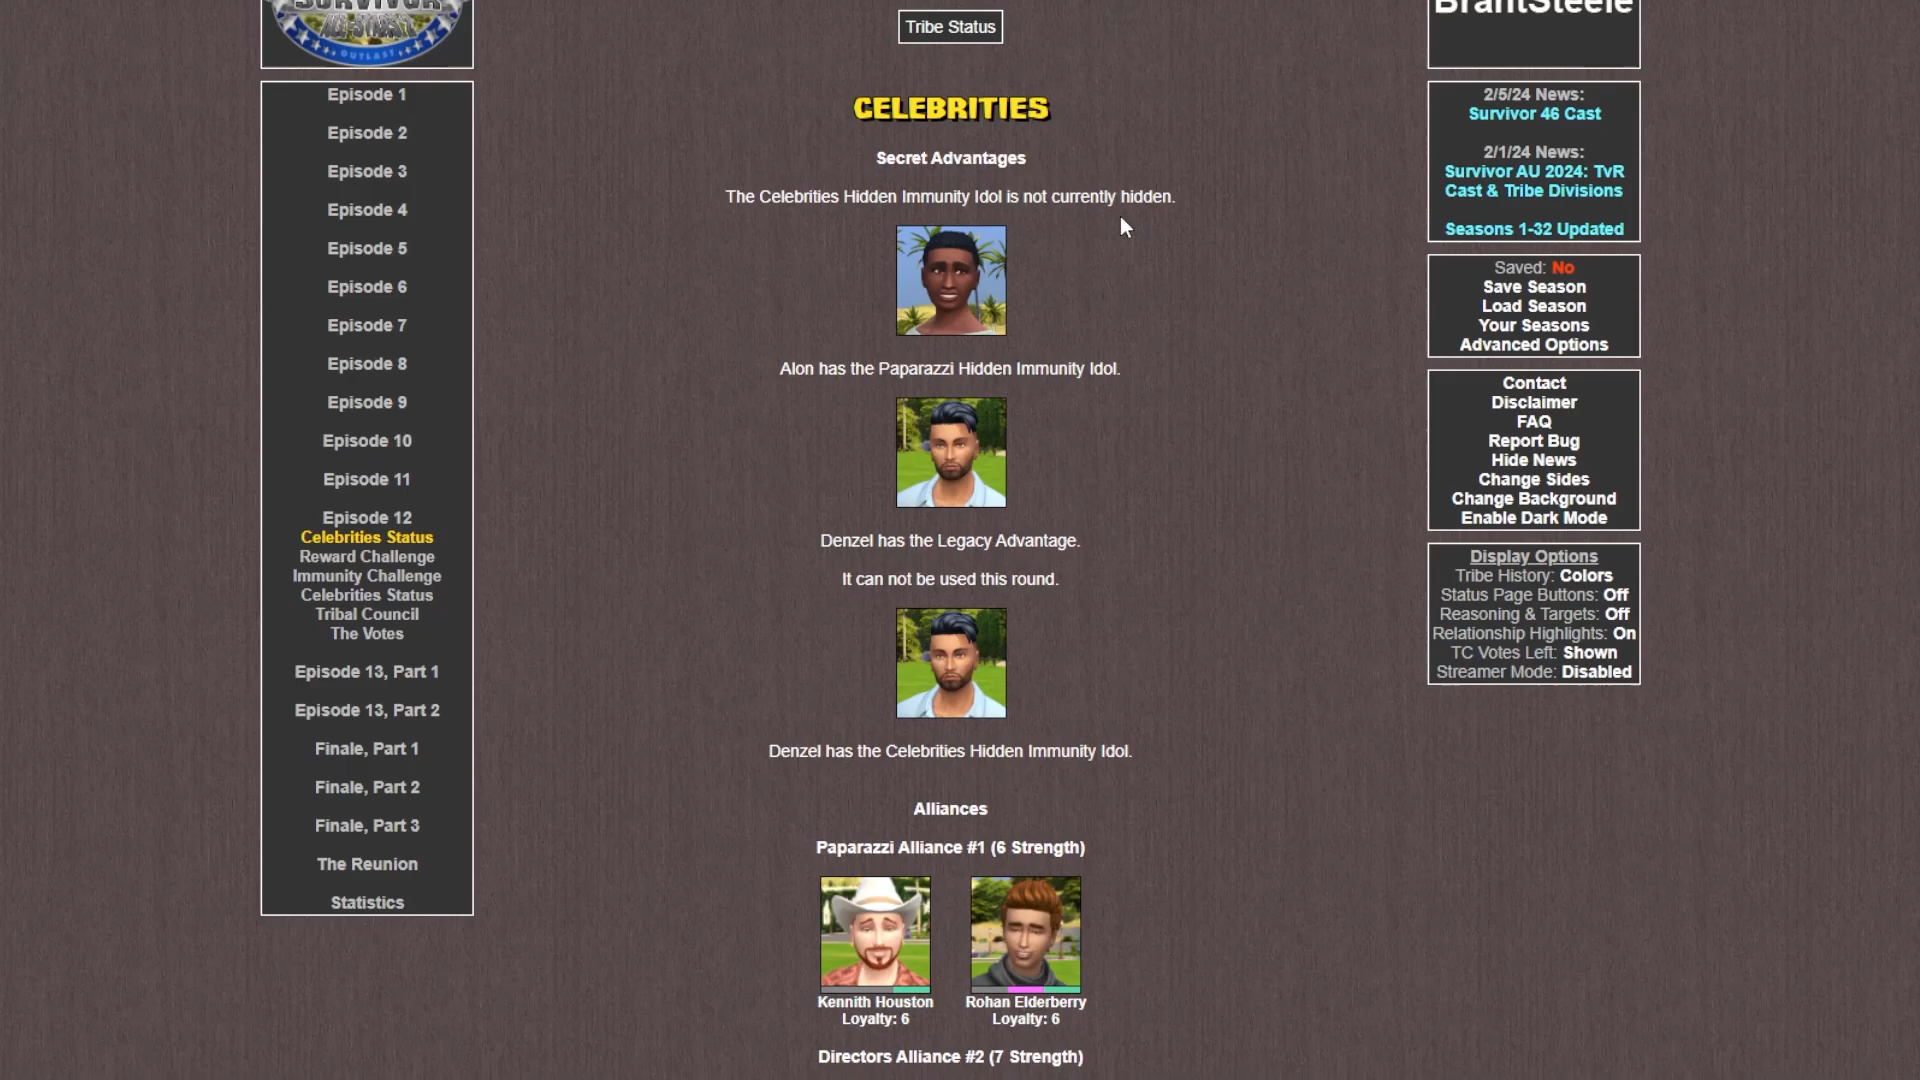 SURVIVOR
ALL-STARS
OUTLAST
Episode 1
Episode 2
Episode 3
Episode 4
Episode 5
Episode 6
Episode 7
Episode 8
Episode 9
Episode 10
Episode 11
Episode 12
Celebrities Status
Reward Challenge
Immunity Challenge
Celebrities Status
Tribal Council
The Votes
Episode 13, Part 1
Episode 13, Part 2
Finale, Part 1
Finale, Part 2
Finale, Part 3
The Reunion
Statistics
Tribe Status
CELEBRITIES
Secret Advantages
The Celebrities Hidden Immunity Idol is not currently hidden.
Alon has the Paparazzi Hidden Immunity Idol.
Denzel has the Legacy Advantage.
It can not be used this round.
Denzel has the Celebrities Hidden Immunity Idol.
Alliances
Paparazzi Alliance #1 (6 Strength)
Kennith Houston
Loyalty: 6
Rohan Elderberry
Loyalty: 6
Directors Alliance #2 (7 Strength)
BrantSteele
2/5/24 News:
Survivor 46 Cast
2/1/24 News:
Survivor AU 2024: TvR
Cast & Tribe Divisions
Seasons 1-32 Updated
Saved: No
Save Season
Load Season
Your Seasons
Advanced Options
Contact
Disclaimer
FAQ
Report Bug
Hide News
Change Sides
Change Background
Enable Dark Mode
Display Options
Tribe History: Colors
Status Page Buttons: Off
Reasoning & Targets: Off
Relationship Highlights: On
TC Votes Left: Shown
Streamer Mode: Disabled